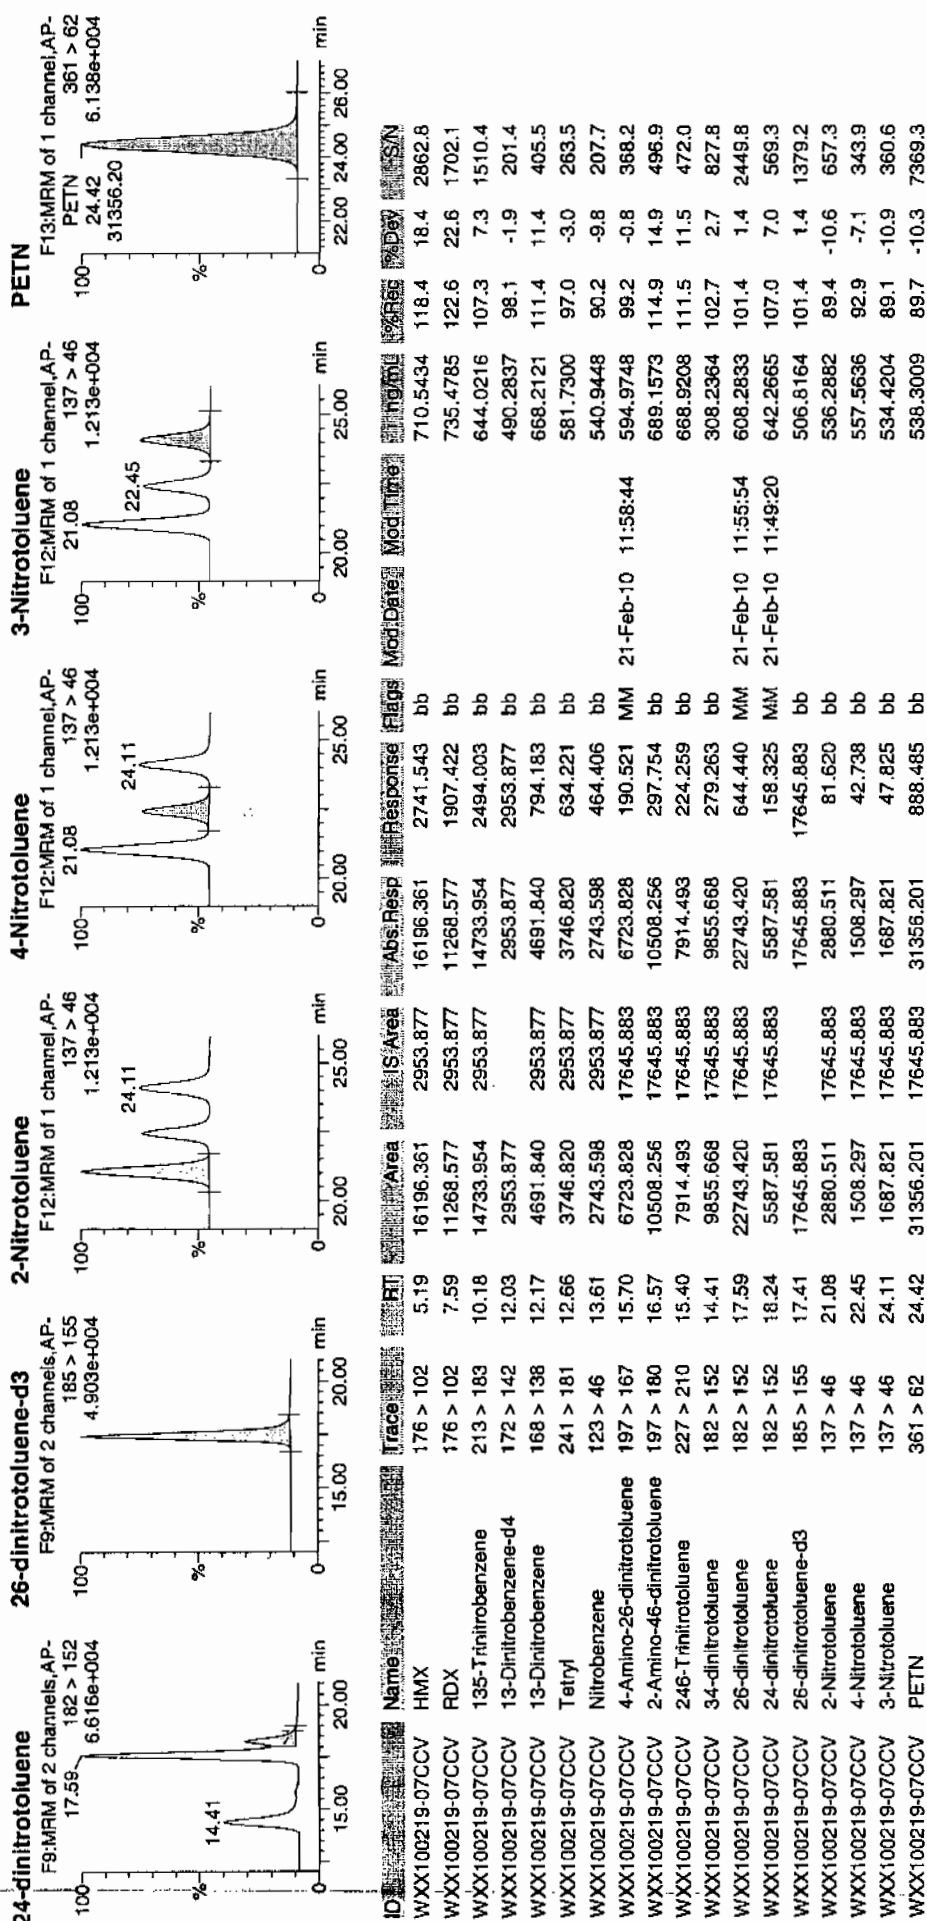 24-dinitrotoluene
F9:MRM of 2 channels,AP-
182 > 152
6.616e+004
17.59
14.41
100
%
0
15.00
20.00
min
26-dinitrotoluene-d3
F9:MRM of 2 channels,AP-
185 > 155
4.903e+004
100
%
0
15.00
20.00
min
2-Nitrotoluene
F12:MRM of 1 channel,AP-
137 > 46
1.213e+004
24.11
100
%
0
20.00
25.00
min
4-Nitrotoluene
F12:MRM of 1 channel,AP-
137 > 46
1.213e+004
21.08
24.11
100
%
0
20.00
25.00
min
3-Nitrotoluene
F12:MRM of 1 channel,AP-
137 > 46
1.213e+004
21.08
22.45
100
%
0
20.00
25.00
min
PETN
F13:MRM of 1 channel,AP-
361 > 62
6.138e+004
PETN
24.42
31356.20
100
%
0
22.00
24.00
26.00
min
ID Name Trace RT Area IS Area Abs.Resp Response Flags Mod.Date Mod.Time ng/mL %Rec %Dev S/N
WXX100219-07CCV HMX 176 > 102 5.19 16196.361 2953.877 16196.361 2741.543 bb 710.5434 118.4 18.4 2862.8
WXX100219-07CCV RDX 176 > 102 7.59 11268.577 2953.877 11268.577 1907.422 bb 735.4785 122.6 22.6 1702.1
WXX100219-07CCV 135-Trinitrobenzene 213 > 183 10.18 14733.954 2953.877 14733.954 2494.003 bb 644.0216 107.3 7.3 1510.4
WXX100219-07CCV 13-Dinitrobenzene-d4 172 > 142 12.03 2953.877 2953.877 2953.877 bb 490.2837 98.1 -1.9 201.4
WXX100219-07CCV 13-Dinitrobenzene 168 > 138 12.17 4691.840 2953.877 4691.840 794.183 bb 668.2121 111.4 11.4 405.5
WXX100219-07CCV Tetryl 241 > 181 12.66 3746.820 2953.877 3746.820 634.221 bb 581.7300 97.0 -3.0 263.5
WXX100219-07CCV Nitrobenzene 123 > 46 13.61 2743.598 2953.877 2743.598 464.406 bb 540.9448 90.2 -9.8 207.7
WXX100219-07CCV 4-Amino-26-dinitrotoluene 197 > 167 15.70 6723.828 17645.883 6723.828 190.521 MM 21-Feb-10 11:58:44 594.9748 99.2 -0.8 368.2
WXX100219-07CCV 2-Amino-46-dinitrotoluene 197 > 180 16.57 10508.256 17645.883 10508.256 297.754 bb 689.1573 114.9 14.9 496.9
WXX100219-07CCV 246-Trinitrotoluene 227 > 210 15.40 7914.493 17645.883 7914.493 224.259 bb 668.9208 111.5 11.5 472.0
WXX100219-07CCV 34-dinitrotoluene 182 > 152 14.41 9855.668 17645.883 9855.668 279.263 bb 308.2364 102.7 2.7 827.8
WXX100219-07CCV 26-dinitrotoluene 182 > 152 17.59 22743.420 17645.883 22743.420 644.440 MM 21-Feb-10 11:55:54 608.2833 101.4 1.4 2449.8
WXX100219-07CCV 24-dinitrotoluene 182 > 152 18.24 5587.581 17645.883 5587.581 158.325 MM 21-Feb-10 11:49:20 642.2665 107.0 7.0 569.3
WXX100219-07CCV 26-dinitrotoluene-d3 185 > 155 17.41 17645.883 17645.883 17645.883 bb 506.8164 101.4 1.4 1379.2
WXX100219-07CCV 2-Nitrotoluene 137 > 46 21.08 2880.511 17645.883 2880.511 81.620 bb 536.2882 89.4 -10.6 657.3
WXX100219-07CCV 4-Nitrotoluene 137 > 46 22.45 1508.297 17645.883 1508.297 42.738 bb 557.5636 92.9 -7.1 343.9
WXX100219-07CCV 3-Nitrotoluene 137 > 46 24.11 1687.821 17645.883 1687.821 47.825 bb 534.4204 89.1 -10.9 360.6
WXX100219-07CCV PETN 361 > 62 24.42 31356.201 17645.883 31356.201 888.485 bb 538.3009 89.7 -10.3 7369.3